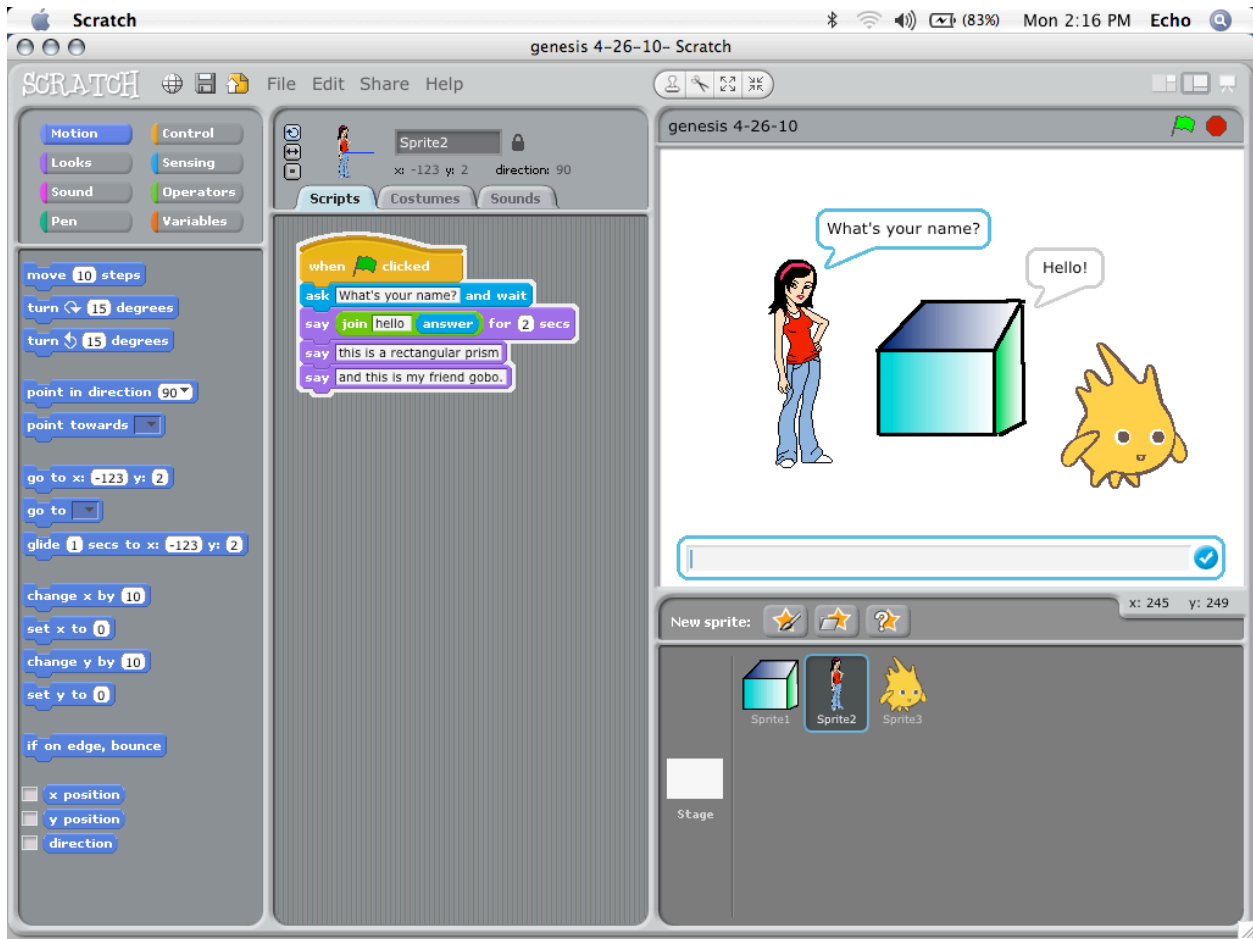 Scratch (83%) Mon 2:16 PM Echo
genesis 4-26-10- Scratch
SCRATCH File Edit Share Help
Motion Control
Looks Sensing
Sound Operators
Pen Variables
move 10 steps
turn 15 degrees
turn 15 degrees
point in direction 90
point towards
go to x: -123 y: 2
go to
glide 1 secs to x: -123 y: 2
change x by 10
set x to 0
change y by 10
set y to 0
if on edge, bounce
x position
y position
direction
Sprite2
x: -123 y: 2 direction: 90
Scripts Costumes Sounds
when clicked
ask What's your name? and wait
say join hello answer for 2 secs
say this is a rectangular prism
say and this is my friend gobo.
genesis 4-26-10
What's your name?
Hello!
x: 245 y: 249
New sprite:
Sprite1 Sprite2 Sprite3
Stage